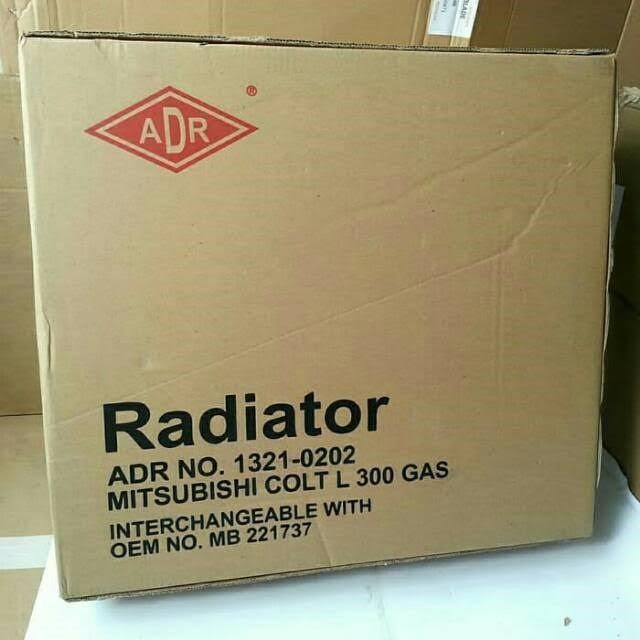 ADR ®
Radiator
ADR NO. 1321-0202
MITSUBISHI COLT L 300 GAS
INTERCHANGEABLE WITH
OEM NO. MB 221737